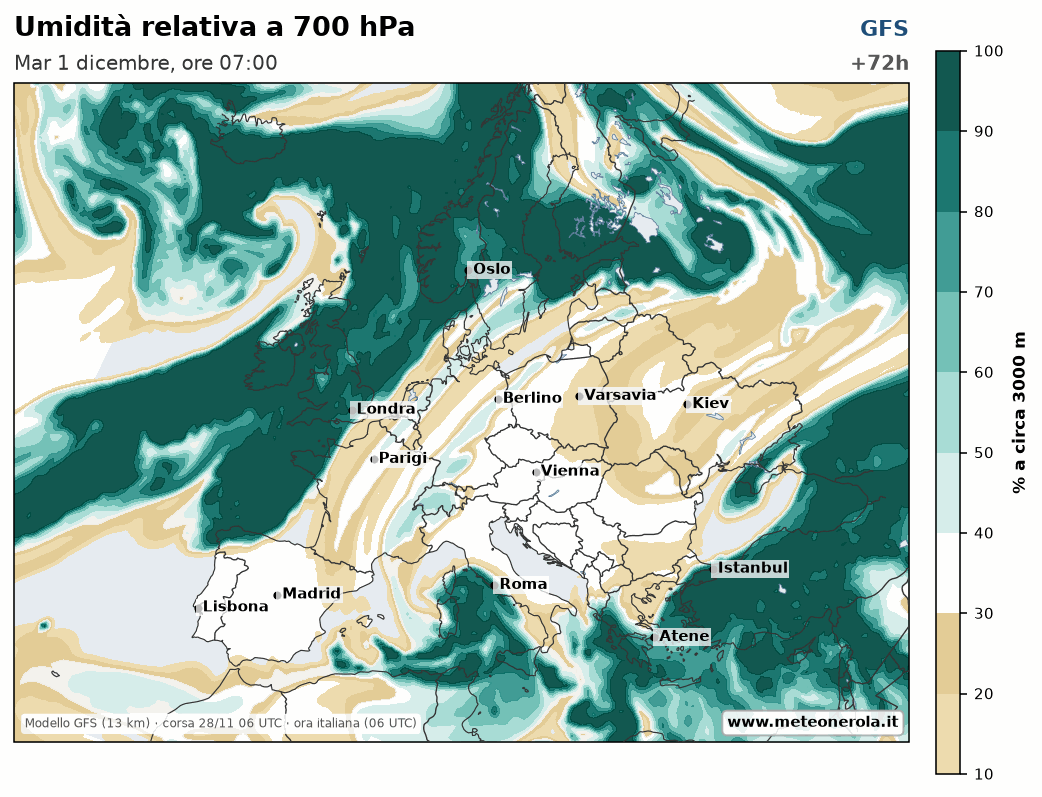 Umidità relativa a 700 hPa
GFS
Mar 1 dicembre, ore 07:00
+72h
Oslo
Londra
Berlino
Varsavia
Kiev
Parigi
Vienna
Istanbul
Roma
Madrid
Lisbona
Atene
Modello GFS (13 km) · corsa 28/11 06 UTC · ora italiana (06 UTC)
www.meteonerola.it
100
90
80
70
60
50
40
30
20
10
% a circa 3000 m